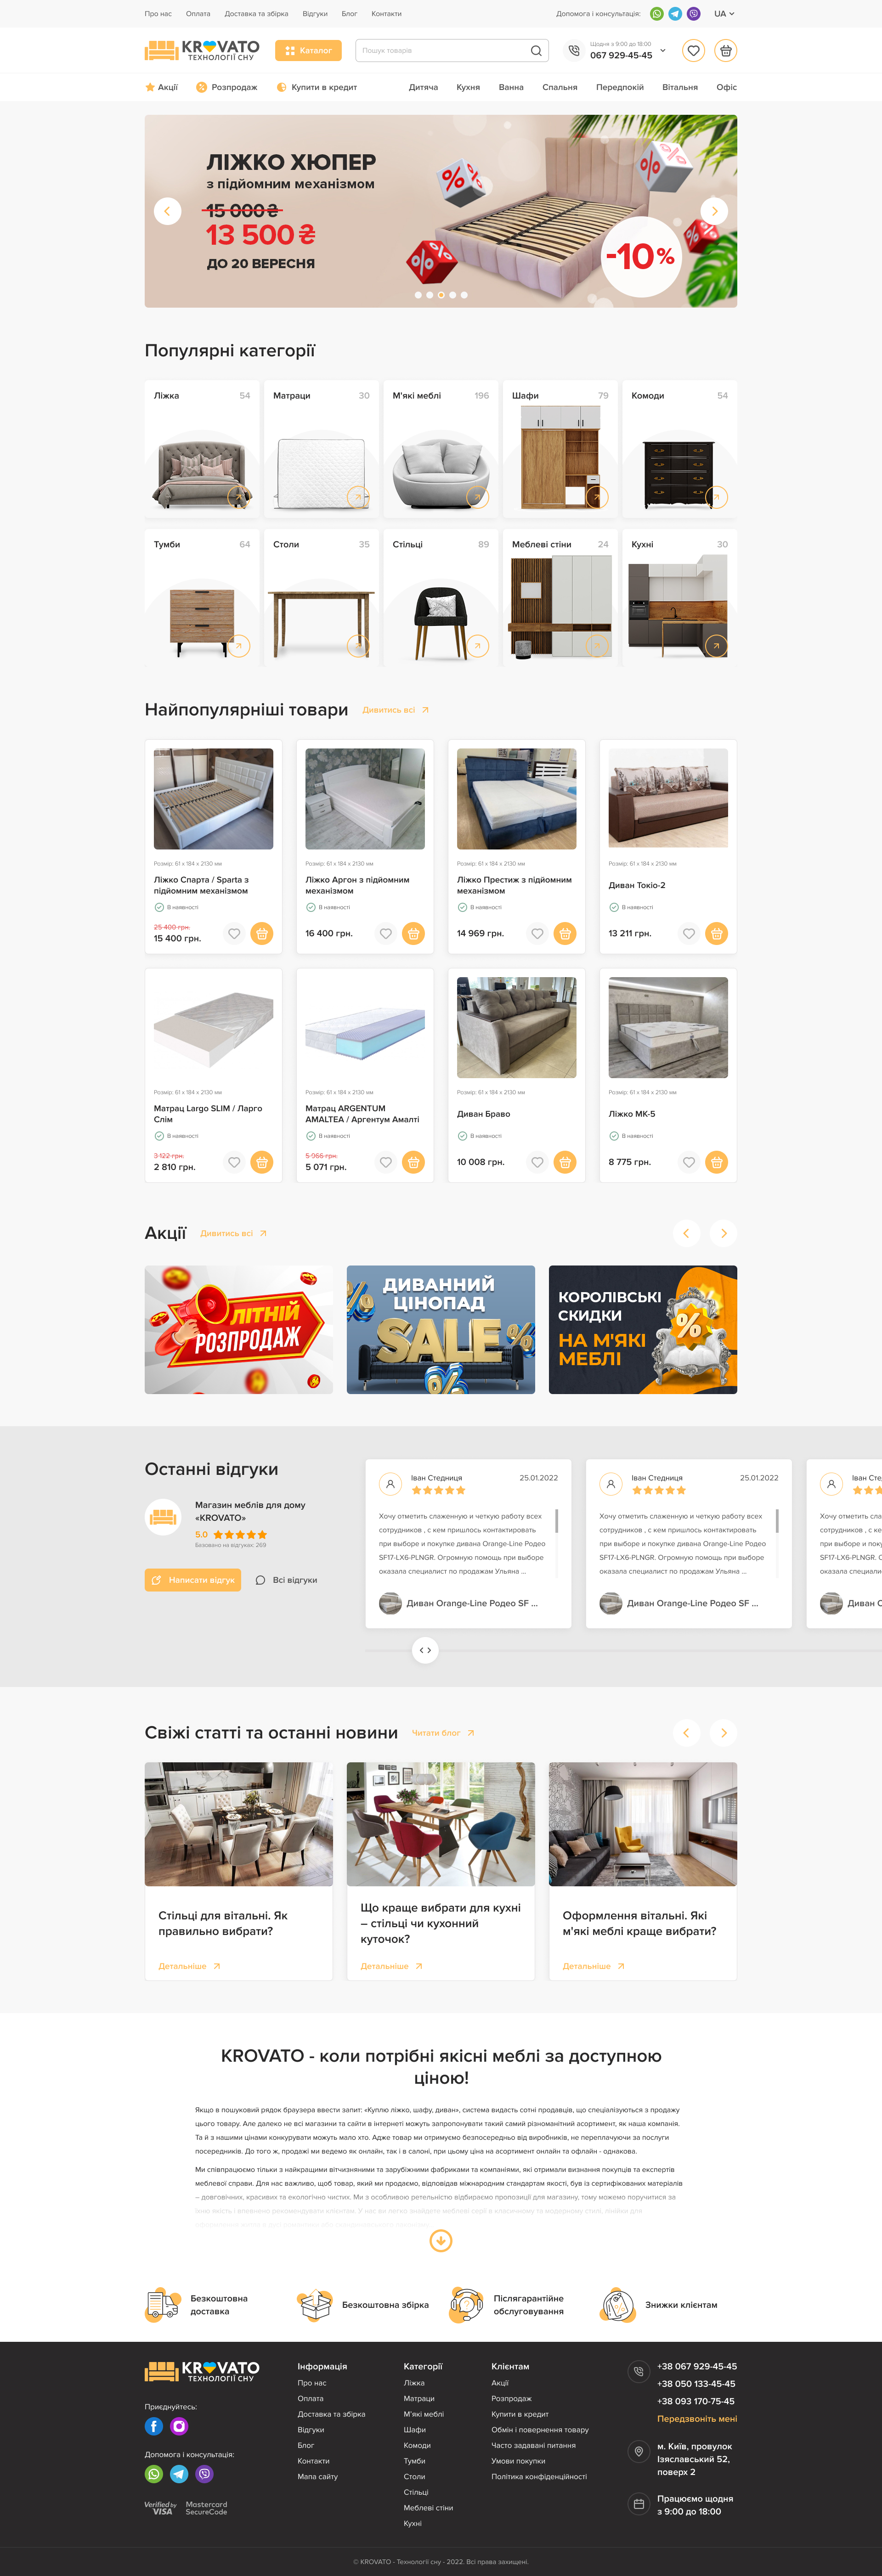 Про нас Оплата Доставка та збірка Відгуки Блог Контакти Допомога і консультація: UA
KROVATO
ТЕХНОЛОГІЇ СНУ
Каталог
Пошук товарів
Щодня з 9:00 до 18:00
067 929-45-45
Акції Розпродаж Купити в кредит Дитяча Кухня Ванна Спальня Передпокій Вітальня Офіс
ЛІЖКО ХЮПЕР
з підйомним механізмом
15 000 ₴
13 500 ₴
ДО 20 ВЕРЕСНЯ
-10%
Популярні категорії
Ліжка 54
Матраци 30
М'які меблі 196
Шафи 79
Комоди 54
Тумби 64
Столи 35
Стільці 89
Меблеві стіни 24
Кухні 30
Найпопулярніші товари Дивитись всі
Розмір: 61 x 184 x 2130 мм
Ліжко Спарта / Sparta з
підйомним механізмом
В наявності
25 400 грн.
15 400 грн.
Розмір: 61 x 184 x 2130 мм
Ліжко Аргон з підйомним
механізмом
В наявності
16 400 грн.
Розмір: 61 x 184 x 2130 мм
Ліжко Престиж з підйомним
механізмом
В наявності
14 969 грн.
Розмір: 61 x 184 x 2130 мм
Диван Токіо-2
В наявності
13 211 грн.
Розмір: 61 x 184 x 2130 мм
Матрац Largo SLIM / Ларго
Слім
В наявності
3 122 грн.
2 810 грн.
Розмір: 61 x 184 x 2130 мм
Матрац ARGENTUM
AMALTEA / Аргентум Амалті
В наявності
5 966 грн.
5 071 грн.
Розмір: 61 x 184 x 2130 мм
Диван Браво
В наявності
10 008 грн.
Розмір: 61 x 184 x 2130 мм
Ліжко МК-5
В наявності
8 775 грн.
Акції Дивитись всі
ЛІТНІЙ
РОЗПРОДАЖ
ДИВАННИЙ
ЦІНОПАД
SALE
%
КОРОЛІВСЬКІ
СКИДКИ
НА М'ЯКІ
МЕБЛІ
%
Останні відгуки
Магазин меблів для дому
«KROVATO»
5.0
Базовано на відгуках: 269
Написати відгук Всі відгуки
Іван Стедниця 25.01.2022
Хочу отметить слаженную и четкую работу всех
сотрудников , с кем пришлось контактировать
при выборе и покупке дивана Orange-Line Родео
SF17-LX6-PLNGR. Огромную помощь при выборе
оказала специалист по продажам Ульяна ...
Диван Orange-Line Родео SF ...
Іван Стедниця 25.01.2022
Хочу отметить слаженную и четкую работу всех
сотрудников , с кем пришлось контактировать
при выборе и покупке дивана Orange-Line Родео
SF17-LX6-PLNGR. Огромную помощь при выборе
оказала специалист по продажам Ульяна ...
Диван Orange-Line Родео SF ...
Іван
Хочу отметить
сотрудников , с
при выборе и
SF17-LX6-PLNGR.
оказала
Диван
Свіжі статті та останні новини Читати блог
Стільці для вітальні. Як
правильно вибрати?
Детальніше
Що краще вибрати для кухні
– стільці чи кухонний
куточок?
Детальніше
Оформлення вітальні. Які
м'які меблі краще вибрати?
Детальніше
KROVATO - коли потрібні якісні меблі за доступною
ціною!
Якщо в пошуковий рядок браузера ввести запит: «Куплю ліжко, шафу, диван», система видасть сотні продавців, що спеціалізуються з продажу
цього товару. Але далеко не всі магазини та сайти в інтернеті можуть запропонувати такий самий різноманітний асортимент, як наша компанія.
Та й з нашими цінами конкурувати можуть мало хто. Адже товар ми отримуємо безпосередньо від виробників, не переплачуючи за послуги
посередників. До того ж, продажі ми ведемо як онлайн, так і в салоні, при цьому ціна на асортимент онлайн та офлайн - однакова.
Ми співпрацюємо тільки з найкращими вітчизняними та зарубіжними фабриками та компаніями, які отримали визнання покупців та експертів
меблевої справи. Для нас важливо, щоб товар, який ми продаємо, відповідав міжнародним стандартам якості, був із сертифікованих матеріалів
– довговічних, красивих та екологічно чистих. Ми з особливою ретельністю відбираємо пропозиції для магазину, тому можемо поручитися за
Безкоштовна
доставка
Безкоштовна збірка
Післягарантійне
обслуговування
Знижки клієнтам
KROVATO
ТЕХНОЛОГІЇ СНУ
Приєднуйтесь:
Допомога і консультація:
Verified by
VISA
Mastercard
SecureCode
Інформація
Про нас
Оплата
Доставка та збірка
Відгуки
Блог
Контакти
Мапа сайту
Категорії
Ліжка
Матраци
М'які меблі
Шафи
Комоди
Тумби
Столи
Стільці
Меблеві стіни
Кухні
Клієнтам
Акції
Розпродаж
Купити в кредит
Обмін і повернення товару
Часто задавані питання
Умови покупки
Політика конфіденційності
+38 067 929-45-45
+38 050 133-45-45
+38 093 170-75-45
Передзвоніть мені
м. Київ, провулок
Ізяславський 52,
поверх 2
Працюємо щодня
з 9:00 до 18:00
© KROVATO - Технології сну - 2022. Всі права захищені.